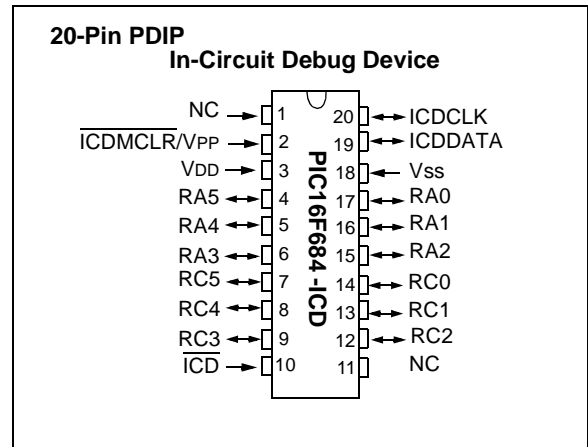 20-Pin PDIP
In-Circuit Debug Device
NC 1 20 ICDCLK
ICDMCLR/VPP 2 19 ICDDATA
VDD 3 18 Vss
RA5 4 17 RA0
RA4 5 16 RA1
RA3 6 15 RA2
RC5 7 14 RC0
RC4 8 13 RC1
RC3 9 12 RC2
ICD 10 11 NC
PIC16F684-ICD